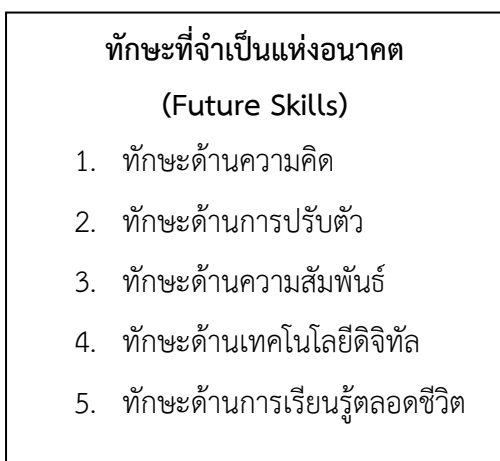 ทักษะที่จำเป็นแห่งอนาคต
(Future Skills)
1. ทักษะด้านความคิด
2. ทักษะด้านการปรับตัว
3. ทักษะด้านความสัมพันธ์
4. ทักษะด้านเทคโนโลยีดิจิทัล
5. ทักษะด้านการเรียนรู้ตลอดชีวิต